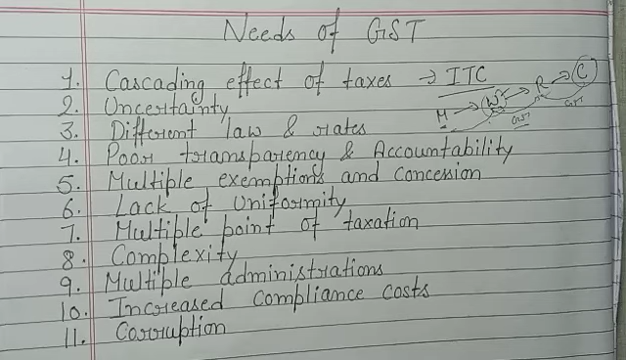 Needs of GST
1. Cascading effect of taxes → ITC
M → W → R → C
GST GST
2. Uncertainty
3. Different law & rates
4. Poor transparency & Accountability
5. Multiple exemptions and concession
6. Lack of Uniformity
7. Multiple point of taxation
8. Complexity
9. Multiple administrations
10. Increased compliance costs
11. Corruption